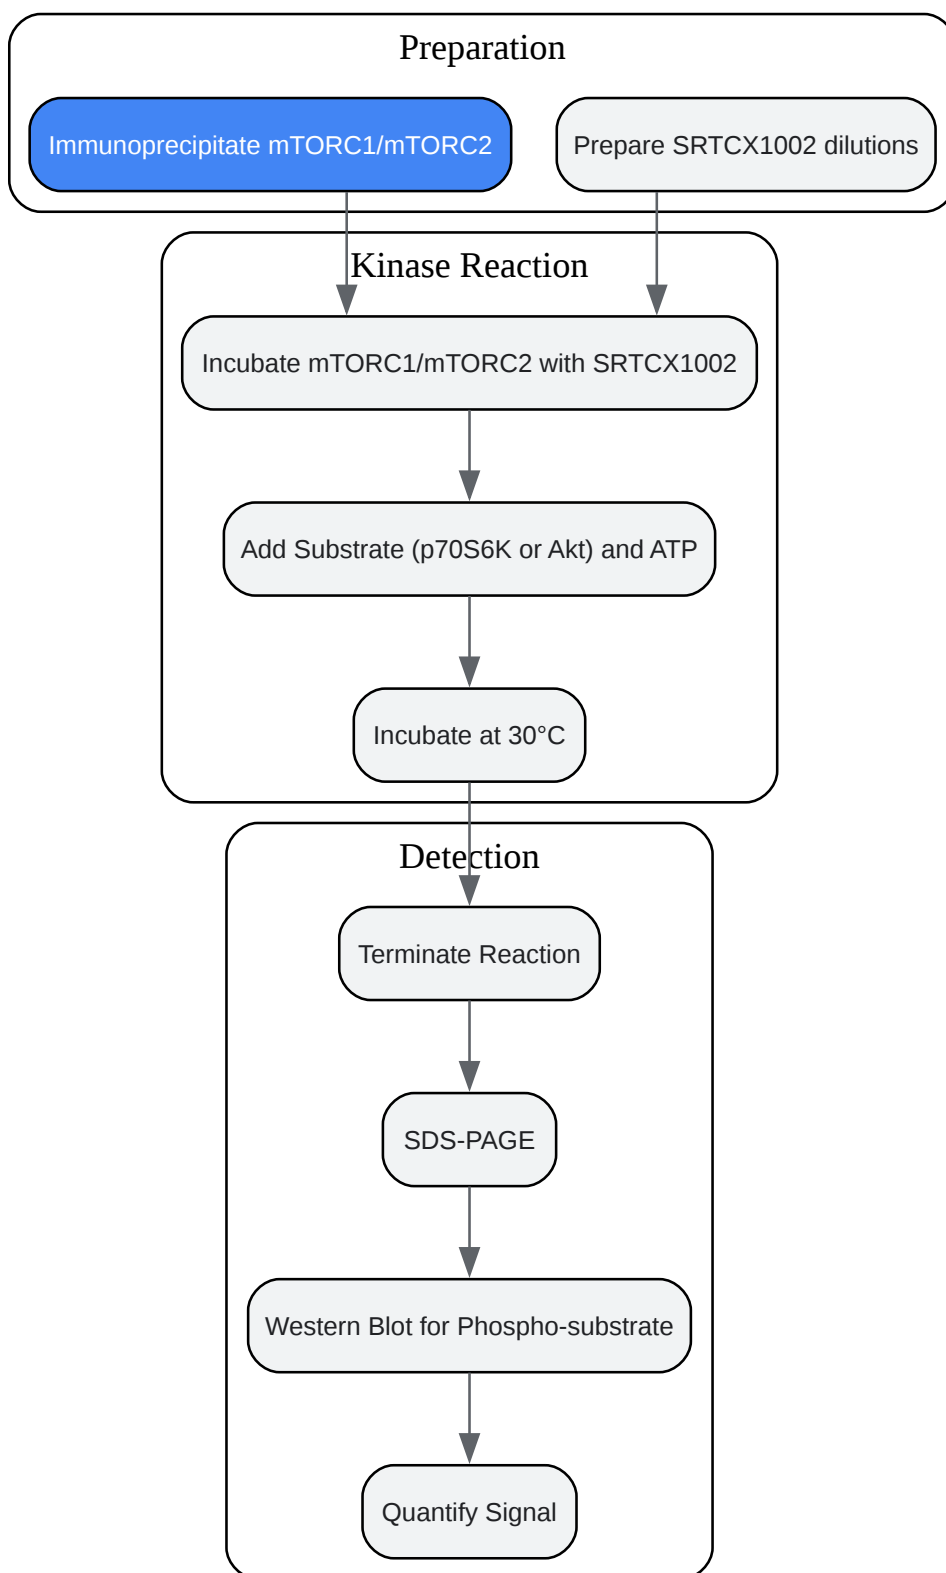 Preparation
Immunoprecipitate mTORC1/mTORC2
Prepare SRTCX1002 dilutions
Kinase Reaction
Incubate mTORC1/mTORC2 with SRTCX1002
Add Substrate (p70S6K or Akt) and ATP
Incubate at 30°C
Detection
Terminate Reaction
SDS-PAGE
Western Blot for Phospho-substrate
Quantify Signal